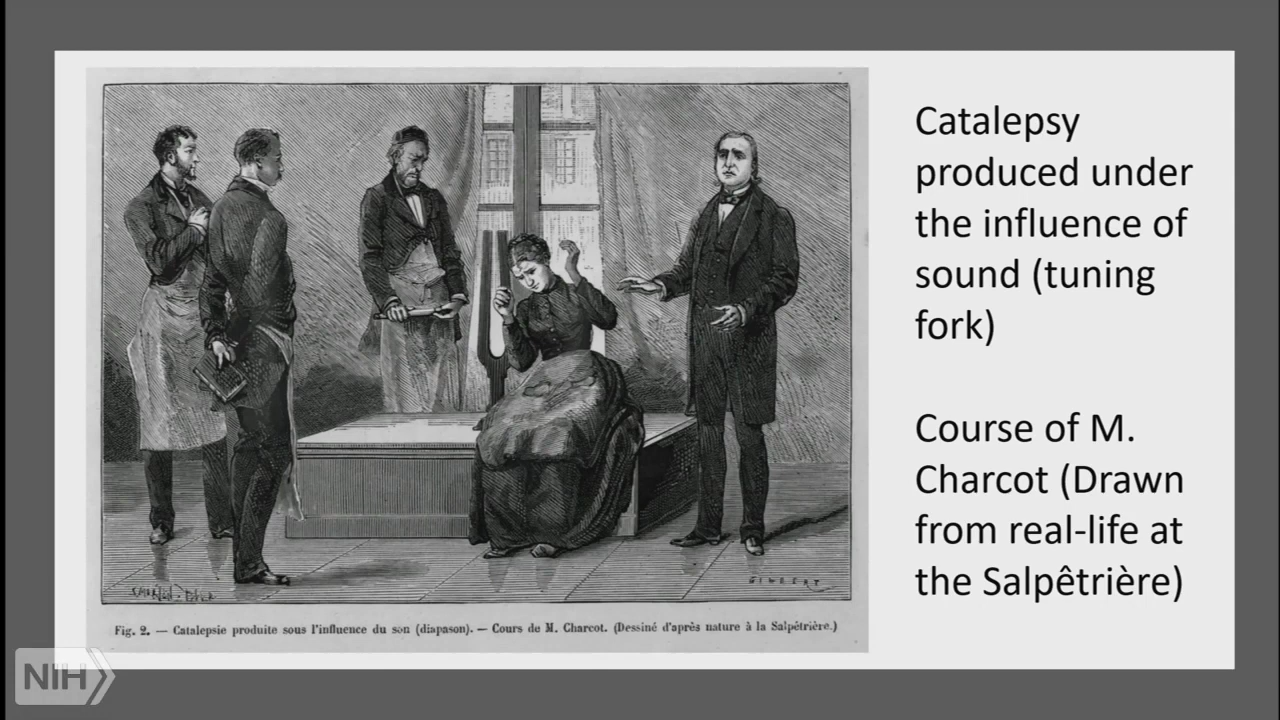 Catalepsy
produced under
the influence of
sound (tuning
fork)
Course of M.
Charcot (Drawn
from real-life at
the Salpêtrière)
GILBERT
Fig. 2. — Catalepsie produite sous l'influence du son (diapason). — Cours de M. Charcot. (Dessiné d'après nature à la Salpêtrière.)
NIH